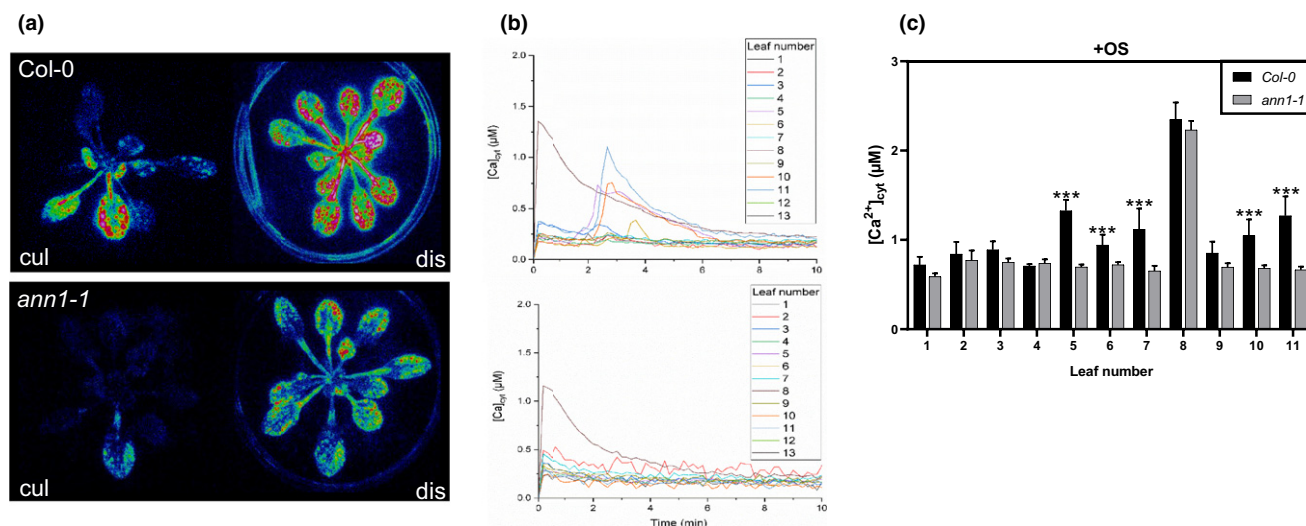 (a)
Col-0
cul
dis
ann1-1
cul
dis
(b)
2.0
1.5
1.0
0.5
0.0
[Ca]cyt (µM)
0
2
4
6
8
10
Leaf number
1
2
3
4
5
6
7
8
9
10
11
12
13
2.0
1.5
1.0
0.5
0.0
[Ca]cyt (µM)
0
2
4
6
8
10
Time (min)
Leaf number
1
2
3
4
5
6
7
8
9
10
11
12
13
(c)
+OS
Col-0
ann1-1
3
2
1
0
[Ca2+]cyt (µM)
***
***
***
***
***
1 2 3 4 5 6 7 8 9 10 11
Leaf number